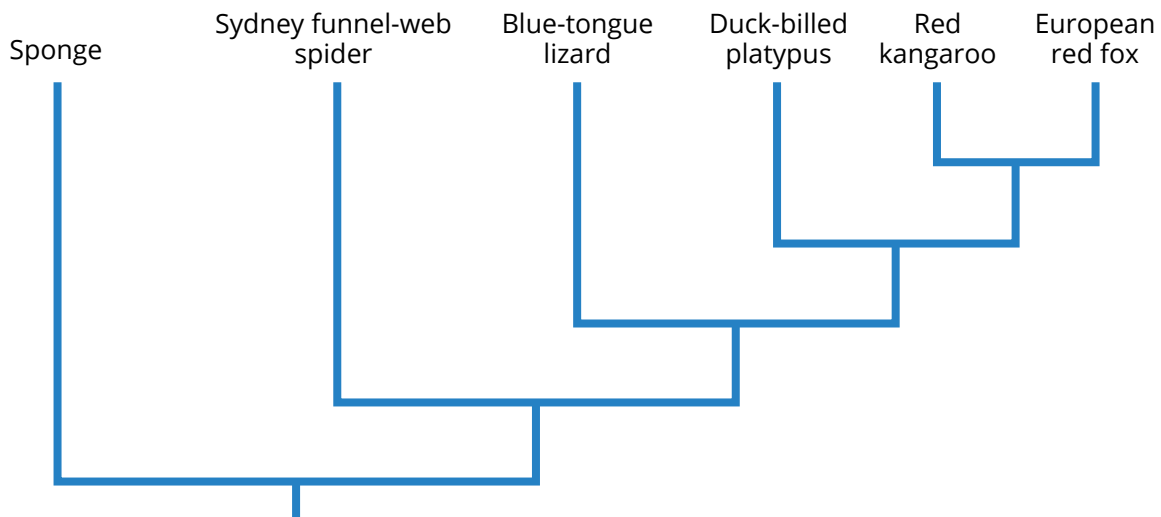 Sponge
Sydney funnel-web
spider
Blue-tongue
lizard
Duck-billed
platypus
Red
kangaroo
European
red fox